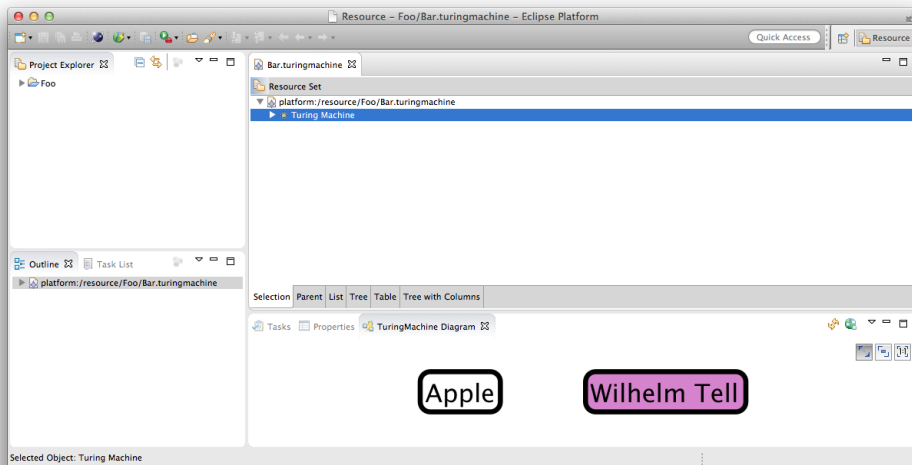 Resource – Foo/Bar.turingmachine – Eclipse Platform
Quick Access
Resource
Project Explorer
Foo
Bar.turingmachine
Resource Set
platform:/resource/Foo/Bar.turingmachine
Turing Machine
Outline
Task List
platform:/resource/Foo/Bar.turingmachine
Selection Parent List Tree Table Tree with Columns
Tasks Properties TuringMachine Diagram
Apple Wilhelm Tell
Selected Object: Turing Machine